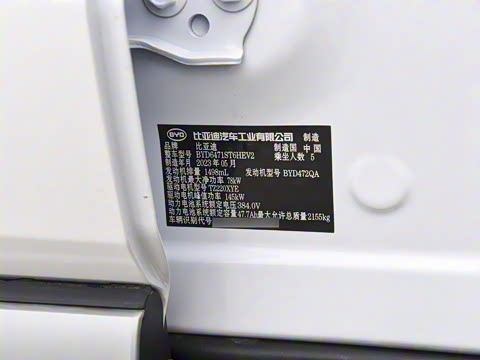 BYD 比亚迪汽车工业有限公司 制造
品牌 比亚迪 制造国 中国
整车型号 BYD6471ST6HEV2 乘坐人数 5
制造年月 2023年05月
发动机排量 1498mL 发动机型号 BYD472QA
发动机最大净功率 78kW
驱动电机型号 TZ220XYE
驱动电机峰值功率 145kW
动力电池系统额定电压 384.0V
动力电池系统额定容量 47.7Ah 最大允许总质量 2155kg
车辆识别代号